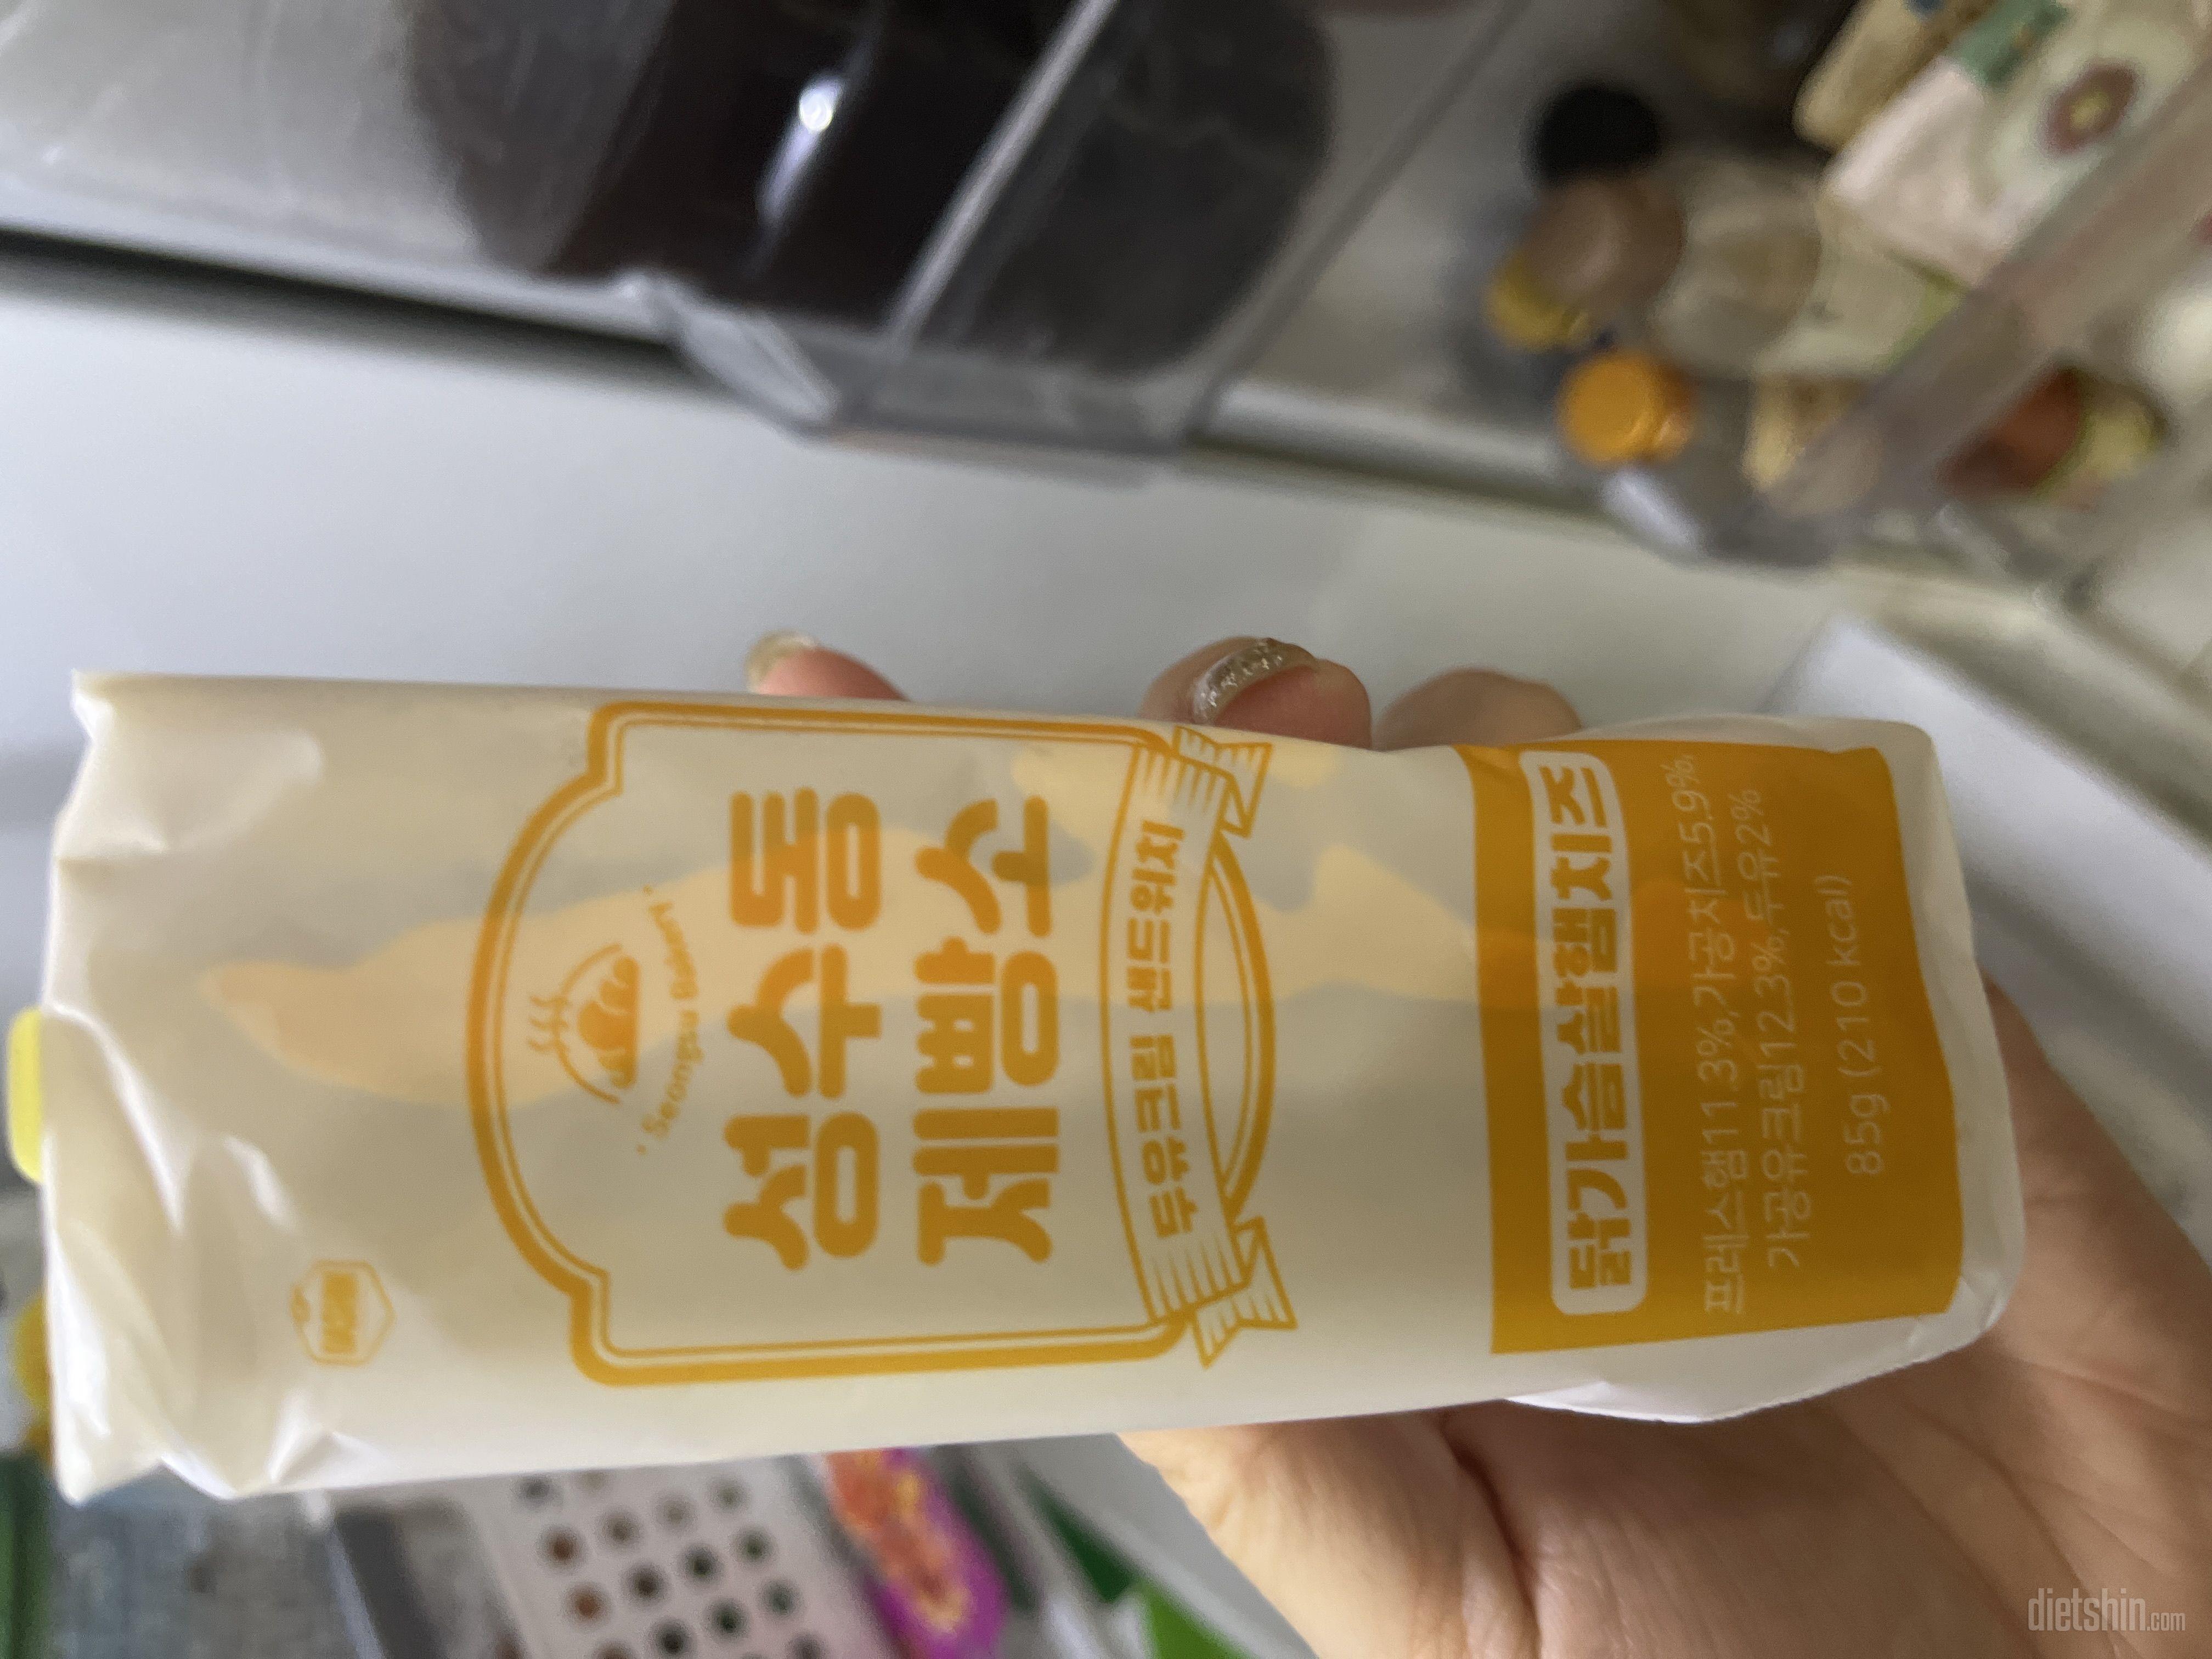 Seongsu Bakery
성수동
제빵소
두유크림 샌드위치
닭가슴살햄치즈
프레스햄11.3%,가공치즈5.9%,
가공유크림12.3%,두유2%
85g (210 kcal)
dietshin.com